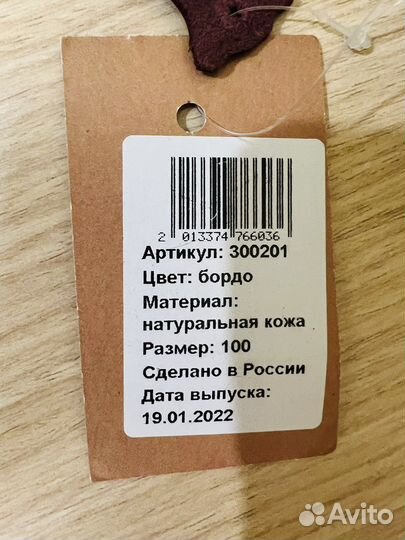 2 013374 766036
Артикул: 300201
Цвет: бордо
Материал:
натуральная кожа
Размер: 100
Сделано в России
Дата выпуска:
19.01.2022
Avito